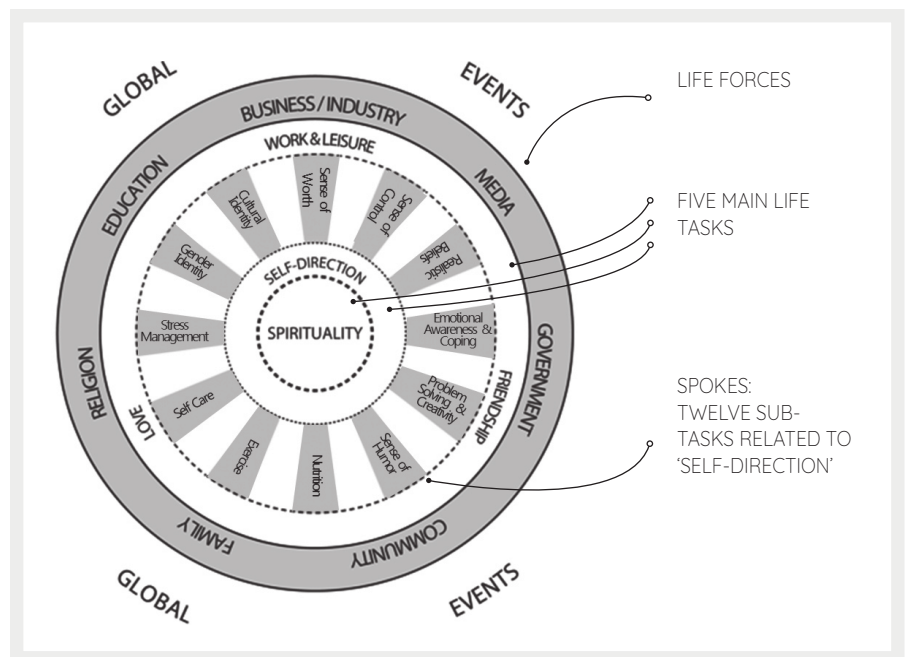 GLOBAL
EVENTS
LIFE FORCES
BUSINESS / INDUSTRY
WORK & LEISURE
EDUCATION
MEDIA
Sense of
Worth
Sense of
Control
Realistic
Beliefs
Emotional
Awareness &
Coping
Problem
Solving &
Creativity
Sense of
Humor
Nutrition
Exercise
Self Care
Stress
Management
Gender
Identity
Cultural
Identity
SELF-DIRECTION
SPIRITUALITY
FRIENDSHIP
LOVE
GOVERNMENT
COMMUNITY
FAMILY
RELIGION
FIVE MAIN LIFE
TASKS
SPOKES:
TWELVE SUB-
TASKS RELATED TO
‘SELF-DIRECTION’
GLOBAL
EVENTS